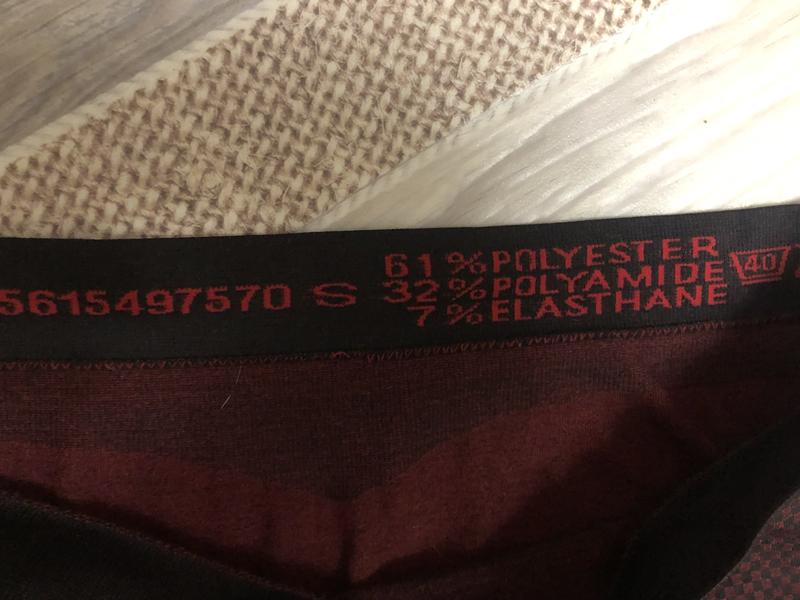 5615497570 S
61% POLYESTER
32% POLYAMIDE
7% ELASTHANE
40